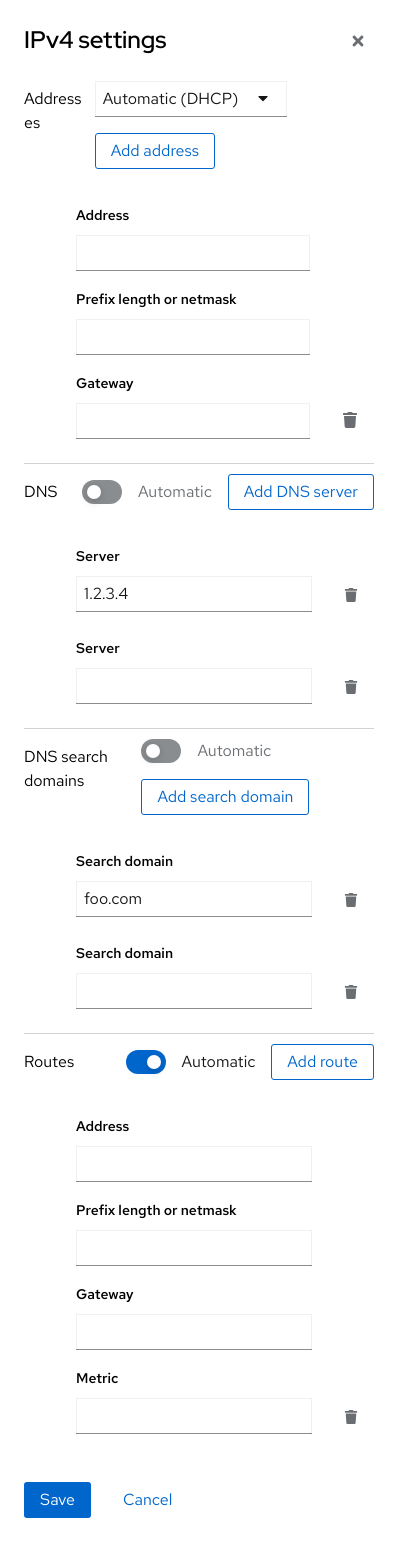 IPv4 settings
Address
es
Automatic (DHCP)
Add address
Address
Prefix length or netmask
Gateway
DNS
Automatic
Add DNS server
Server
1.2.3.4
Server
DNS search
domains
Automatic
Add search domain
Search domain
foo.com
Search domain
Routes
Automatic
Add route
Address
Prefix length or netmask
Gateway
Metric
Save
Cancel